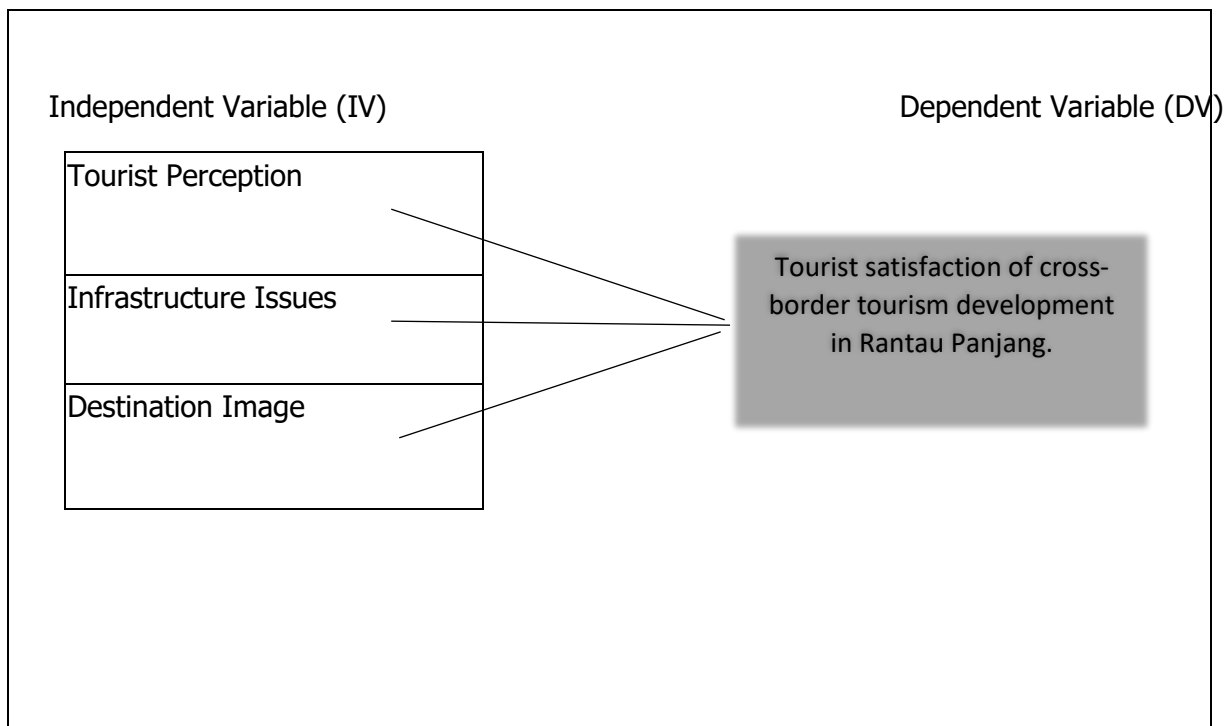 Independent Variable (IV)
Dependent Variable (DV)
Tourist Perception
Infrastructure Issues
Destination Image
Tourist satisfaction of cross-
border tourism development
in Rantau Panjang.